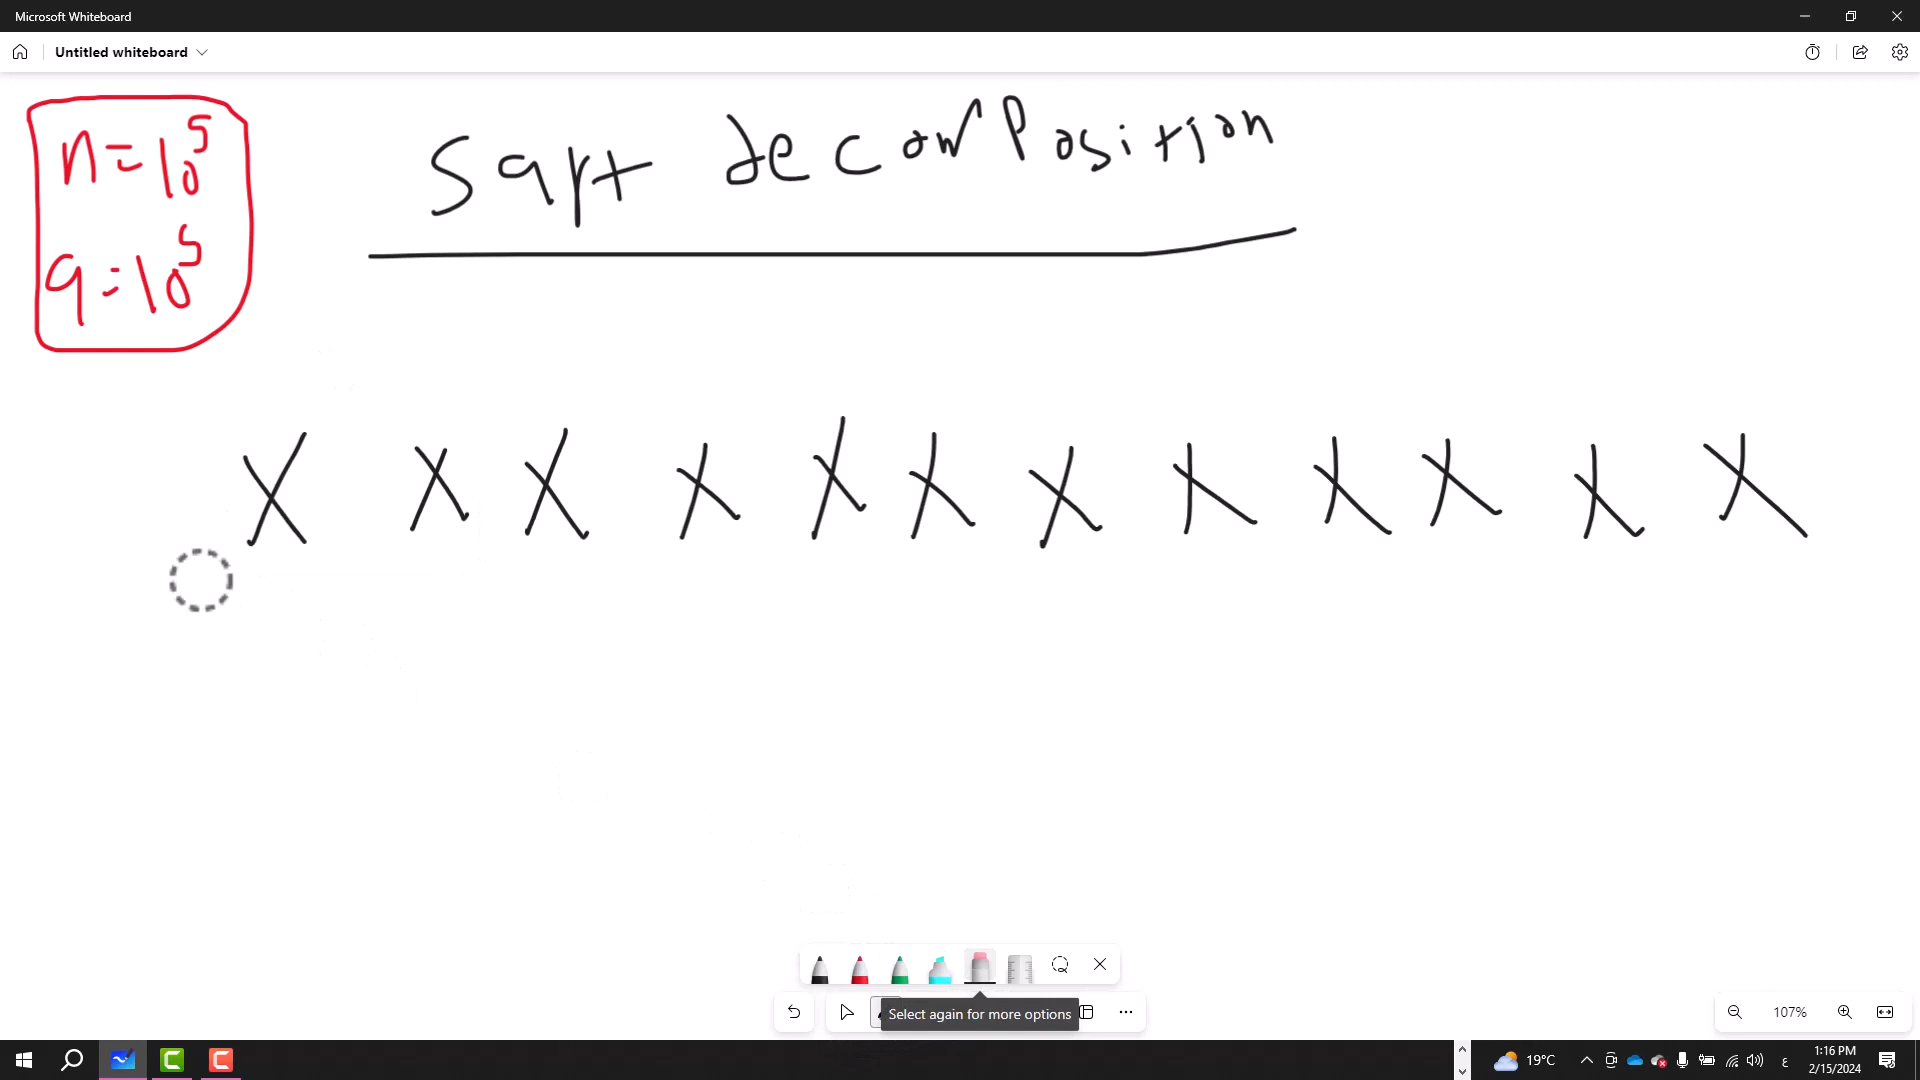 Microsoft Whiteboard
Untitled whiteboard
n=10^5
q=10^5
Sqrt decomPosition
X X X X X X X X X X X X
Select again for more options
107%
19°C
ع
1:16 PM
2/15/2024